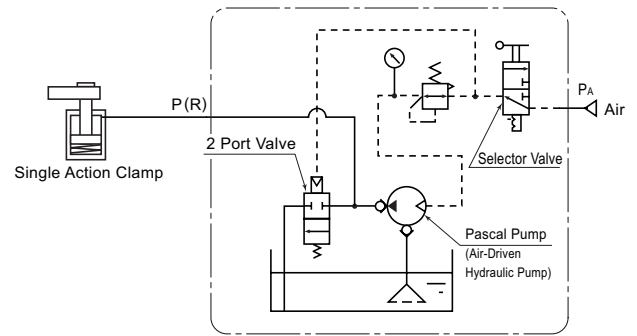 PA
Air
P(R)
2 Port Valve
Selector Valve
Single Action Clamp
Pascal Pump
(Air-Driven
Hydraulic Pump)